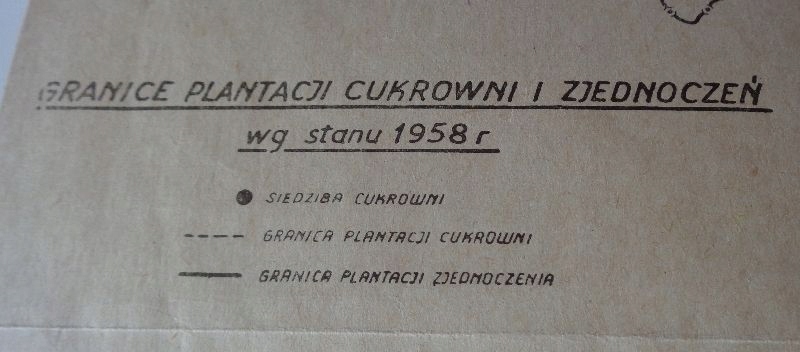 GRANICE PLANTACJI CUKROWNI I ZJEDNOCZEŃ
wg stanu 1958 r
SIEDZIBA CUKROWNI
GRANICA PLANTACJI CUKROWNI
GRANICA PLANTACJI ZJEDNOCZENIA